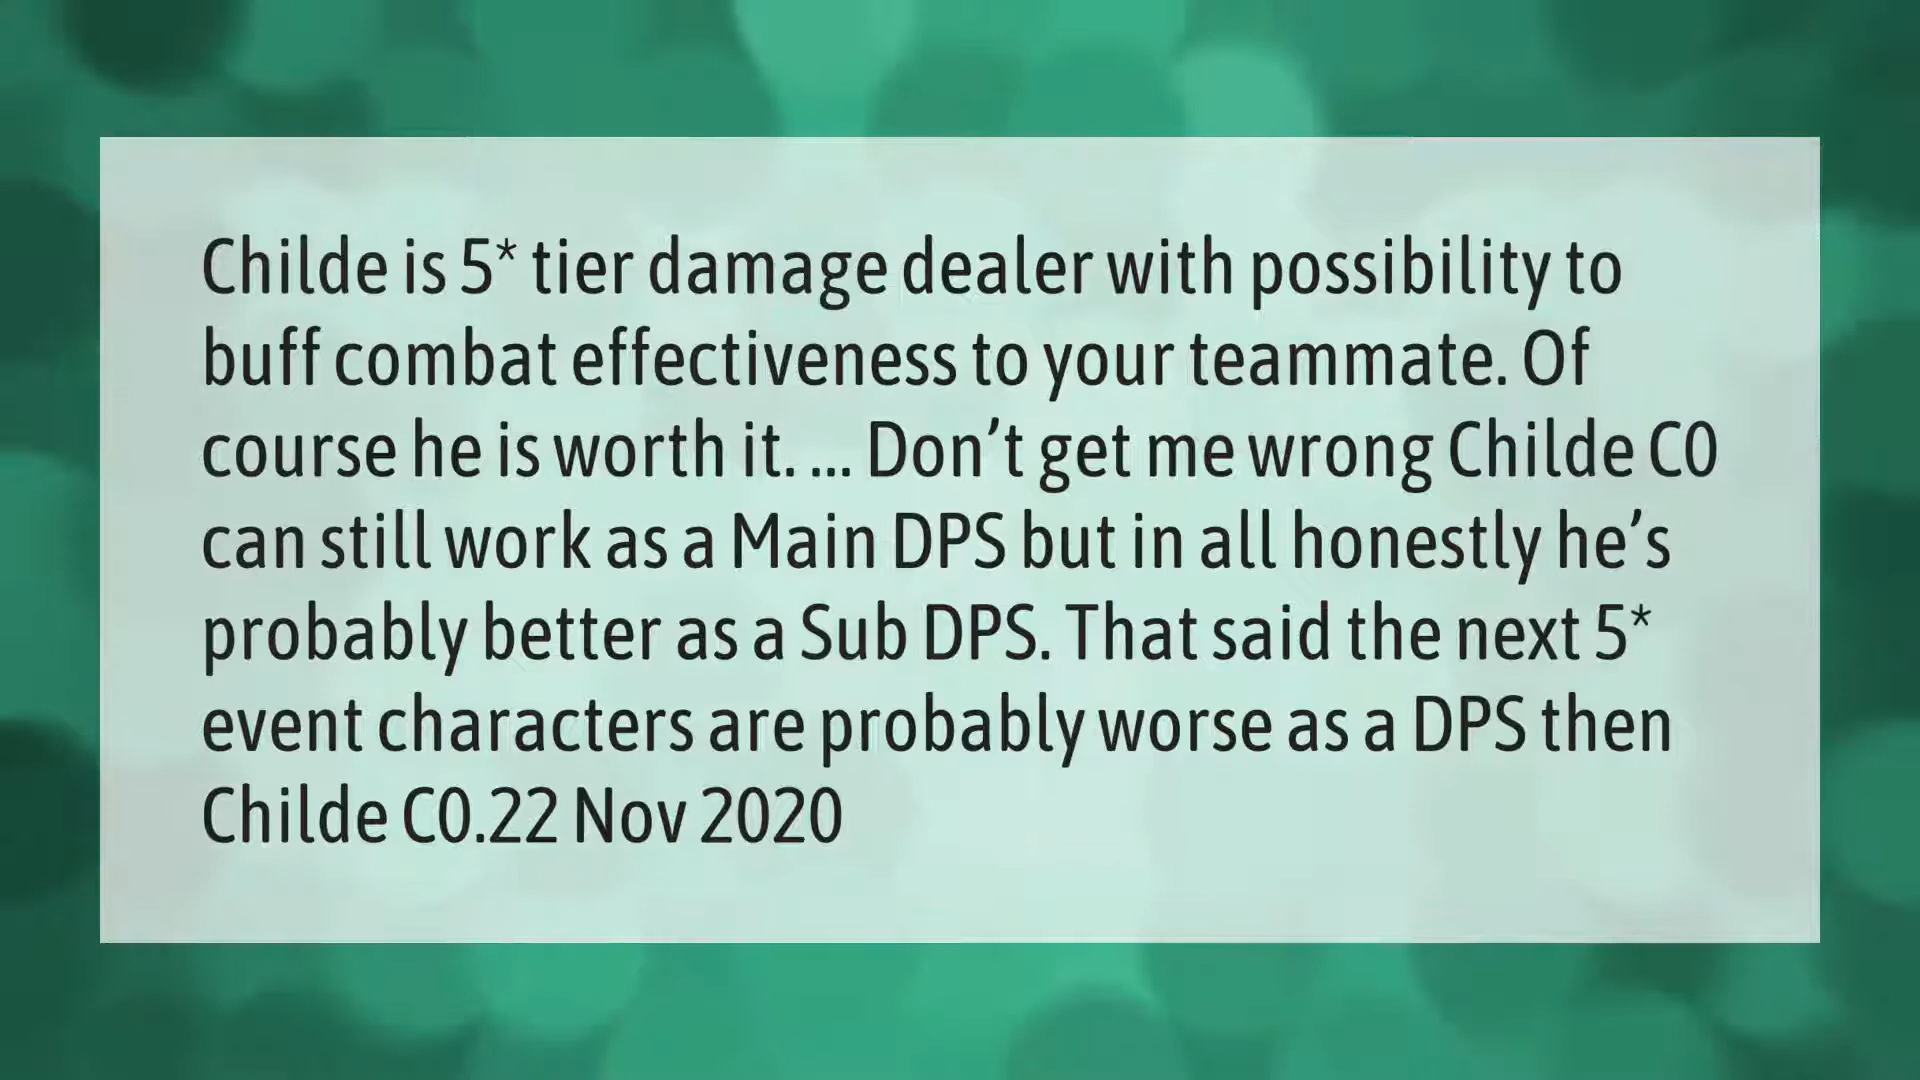 Childe is 5* tier damage dealer with possibility to
buff combat effectiveness to your teammate. Of
course he is worth it. ... Don’t get me wrong Childe C0
can still work as a Main DPS but in all honestly he’s
probably better as a Sub DPS. That said the next 5*
event characters are probably worse as a DPS then
Childe C0.22 Nov 2020